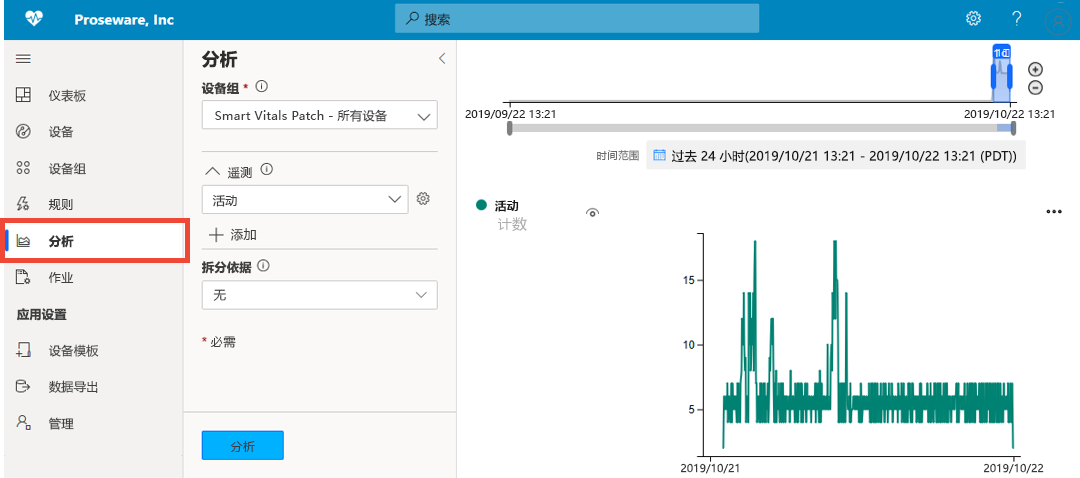 Proseware, Inc
搜索
?
仪表板
设备
设备组
规则
分析
作业
应用设置
设备模板
数据导出
管理
分析
设备组 *
Smart Vitals Patch - 所有设备
遥测
活动
添加
拆分依据
无
* 必需
分析
1d
2019/09/22 13:21
2019/10/22 13:21
时间范围
过去 24 小时(2019/10/21 13:21 - 2019/10/22 13:21 (PDT))
活动
计数
15
10
5
2019/10/21
2019/10/22